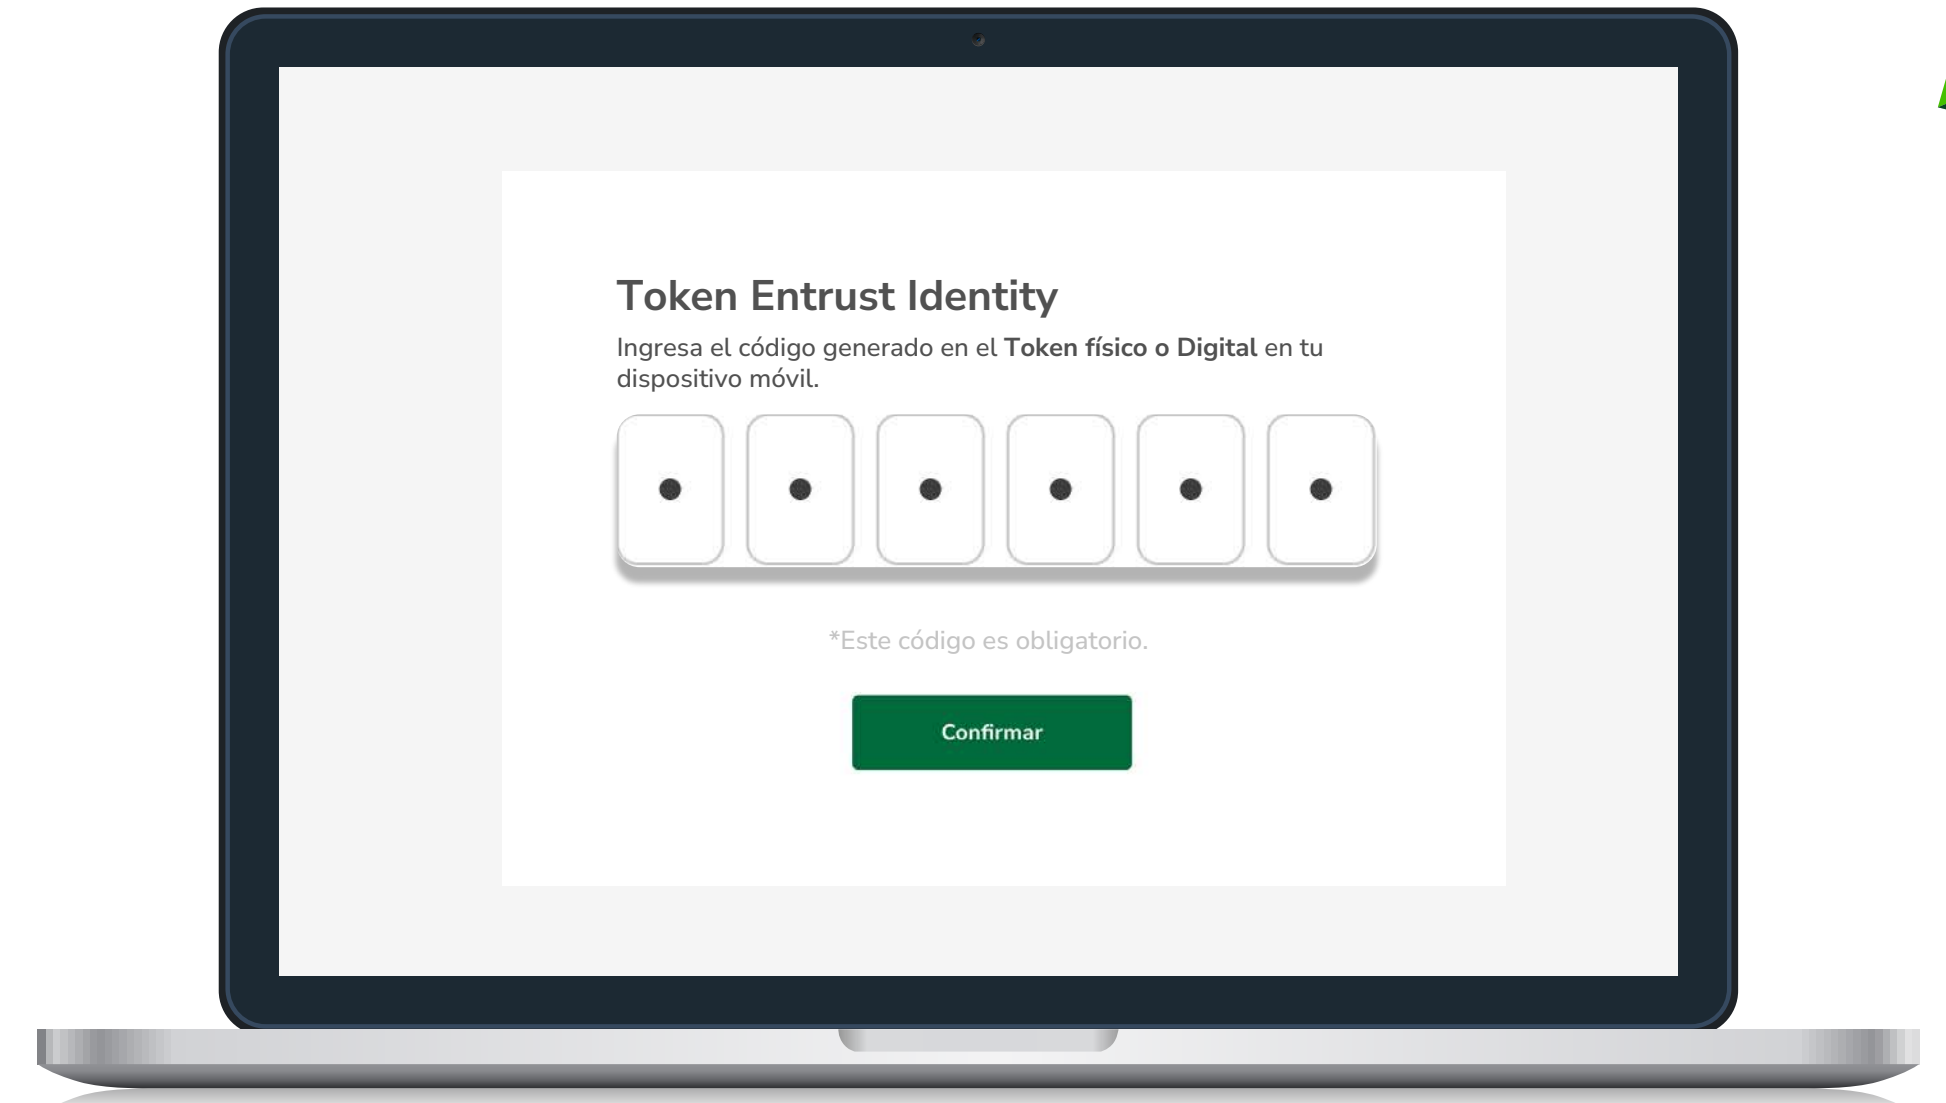 Token Entrust Identity
Ingresa el código generado en el Token físico o Digital en tu
dispositivo móvil.
*Este código es obligatorio.
Confirmar